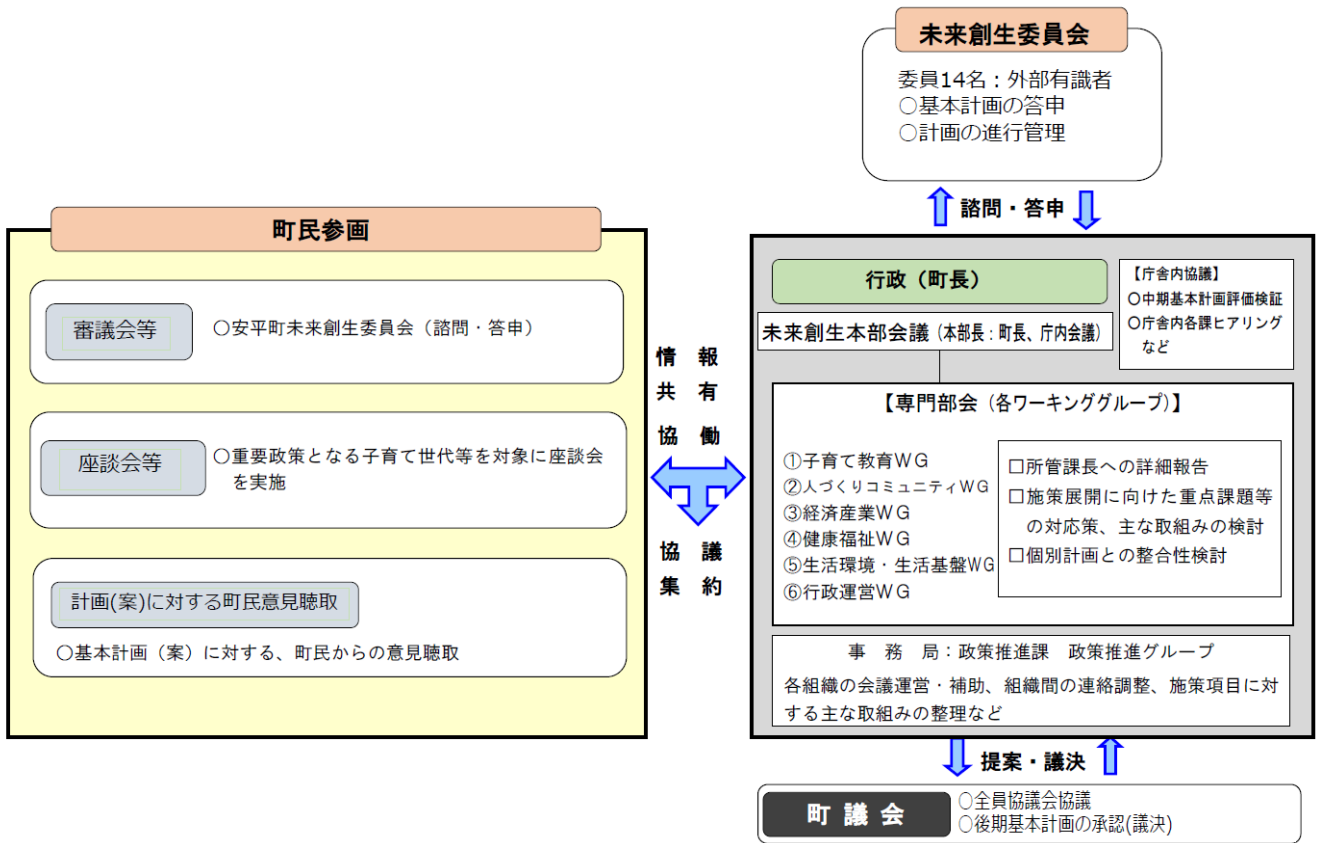 未来創生委員会
委員14名：外部有識者
○基本計画の答申
○計画の進行管理
諮問・答申
町民参画
審議会等
○安平町未来創生委員会（諮問・答申）
座談会等
○重要政策となる子育て世代等を対象に座談会
を実施
計画(案)に対する町民意見聴取
○基本計画（案）に対する、町民からの意見聴取
情 報
共 有
協 働
協 議
集 約
行政（町長）
未来創生本部会議（本部長：町長、庁内会議）
【庁舎内協議】
○中期基本計画評価検証
○庁舎内各課ヒアリング
など
【専門部会（各ワーキンググループ）】
①子育て教育ＷＧ
②人づくりコミュニティＷＧ
③経済産業ＷＧ
④健康福祉ＷＧ
⑤生活環境・生活基盤WG
⑥行政運営ＷＧ
□所管課長への詳細報告
□施策展開に向けた重点課題等
の対応策、主な取組みの検討
□個別計画との整合性検討
事 務 局：政策推進課 政策推進グループ
各組織の会議運営・補助、組織間の連絡調整、施策項目に対
する主な取組みの整理など
提案・議決
町 議 会
○全員協議会協議
○後期基本計画の承認(議決)